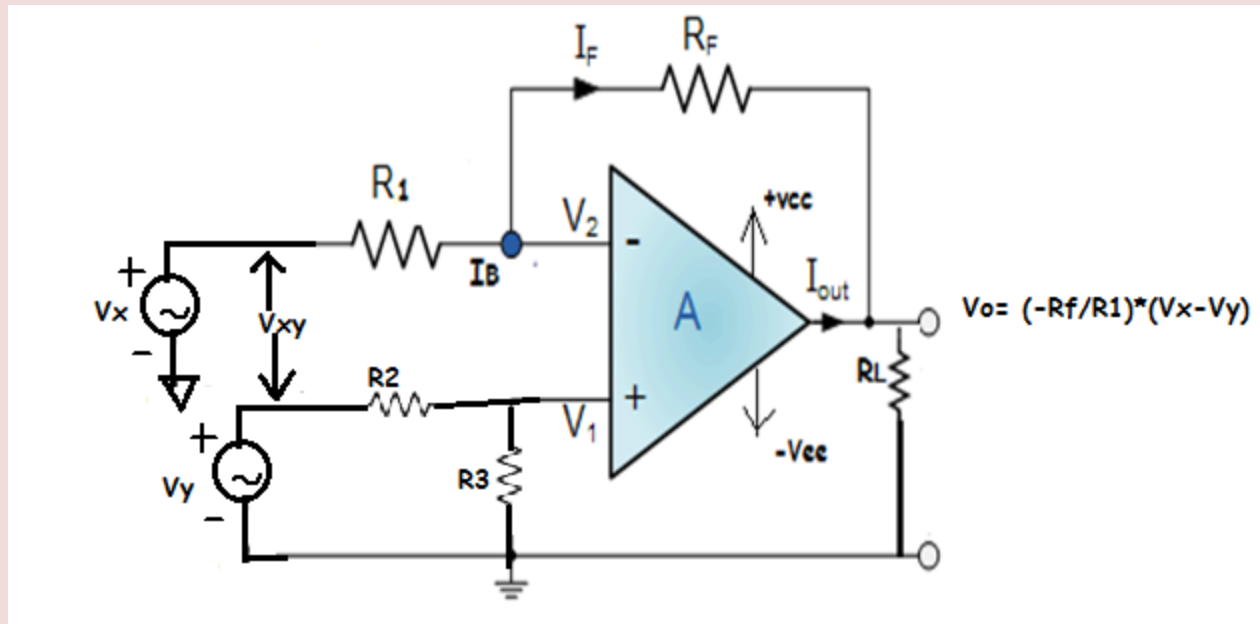 IF
RF
R1
V2
+vcc
-
IB
Iout
A
+
Vx
-
Vxy
Vo= (-Rf/R1)*(Vx-Vy)
RL
R2
+
V1
-Vcc
+
Vy
-
R3